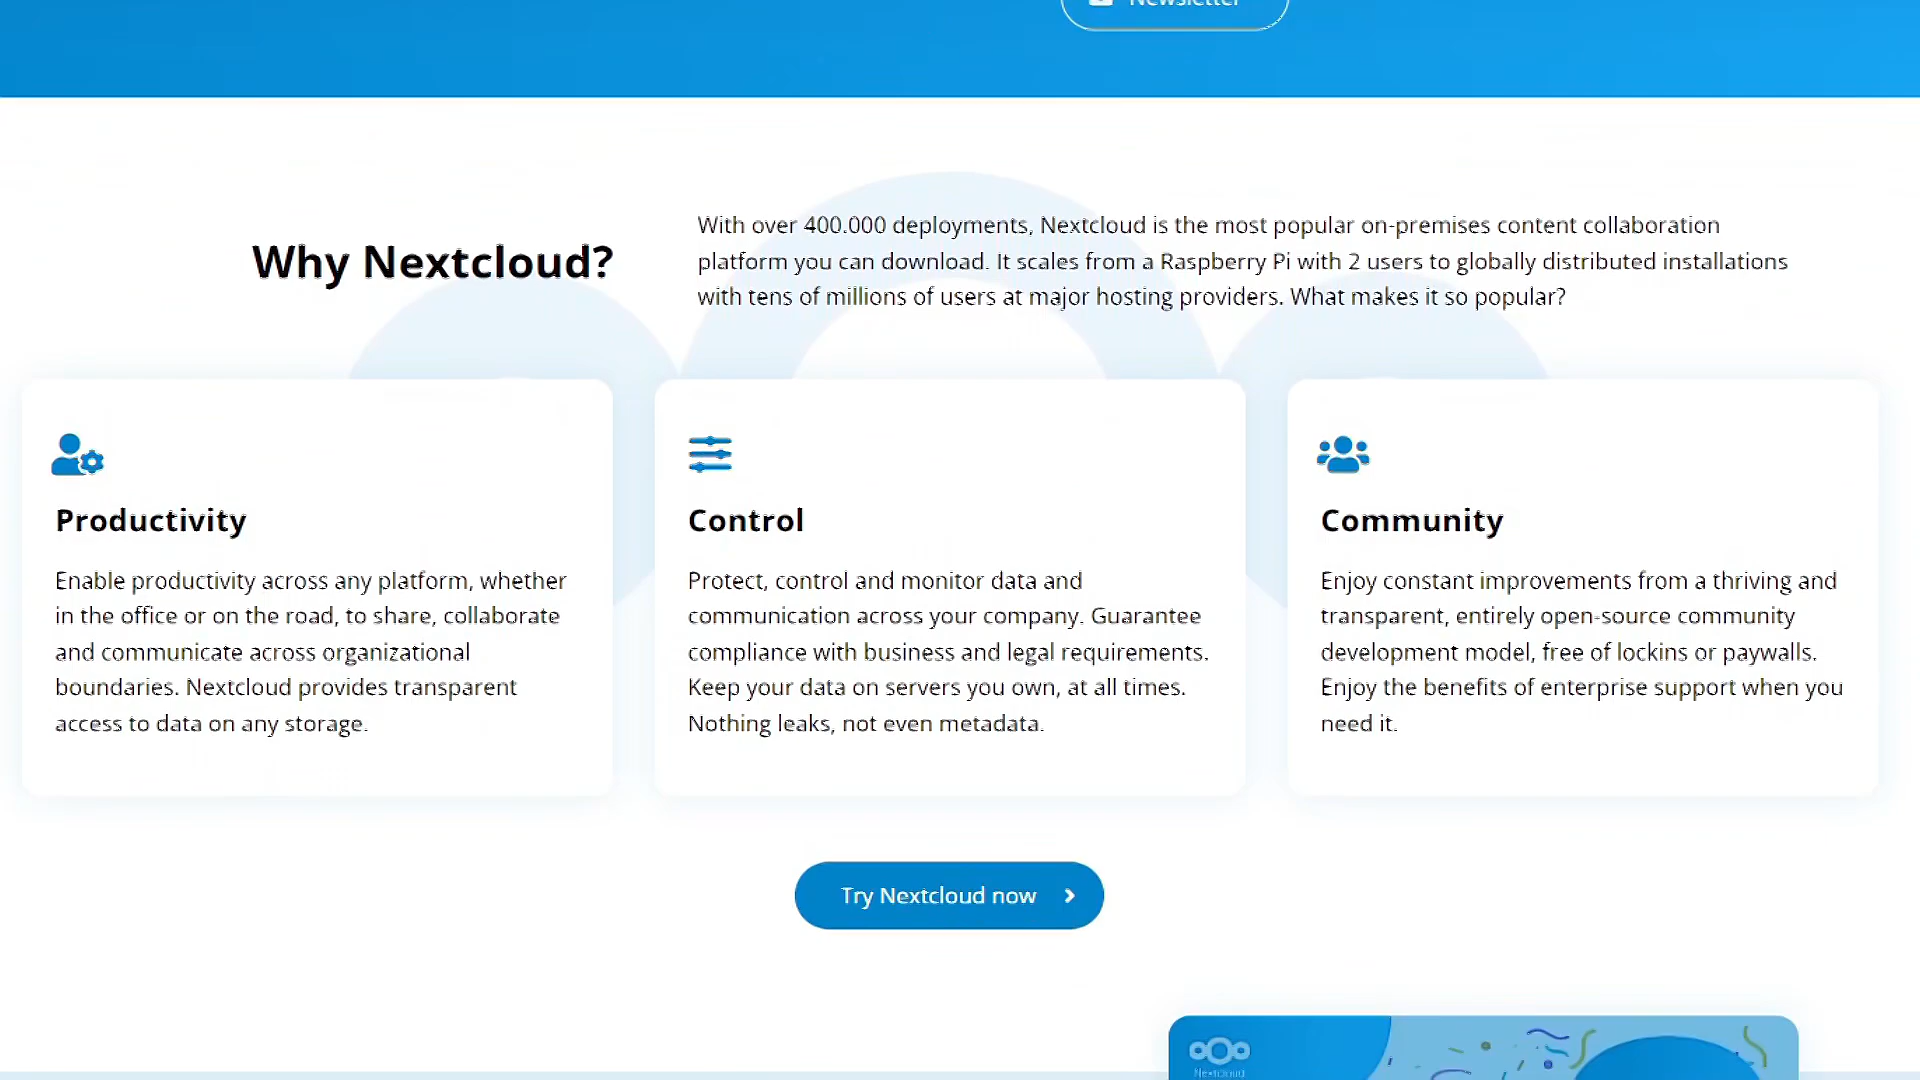 Newsletter
Why Nextcloud?
With over 400.000 deployments, Nextcloud is the most popular on-premises content collaboration
platform you can download. It scales from a Raspberry Pi with 2 users to globally distributed installations
with tens of millions of users at major hosting providers. What makes it so popular?
Productivity
Enable productivity across any platform, whether
in the office or on the road, to share, collaborate
and communicate across organizational
boundaries. Nextcloud provides transparent
access to data on any storage.
Control
Protect, control and monitor data and
communication across your company. Guarantee
compliance with business and legal requirements.
Keep your data on servers you own, at all times.
Nothing leaks, not even metadata.
Community
Enjoy constant improvements from a thriving and
transparent, entirely open-source community
development model, free of lockins or paywalls.
Enjoy the benefits of enterprise support when you
need it.
Try Nextcloud now
Nextcloud